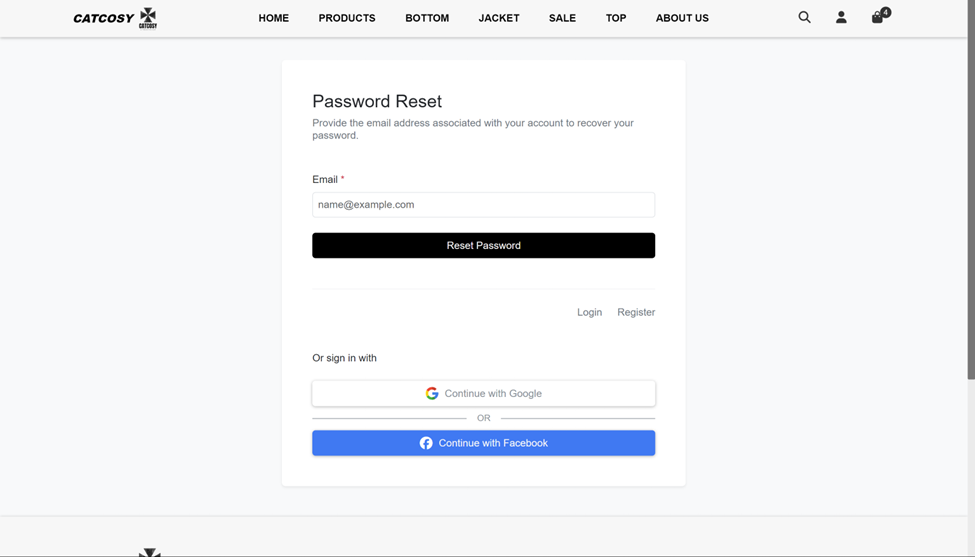 CATCOSY
CATCOSY
HOME PRODUCTS BOTTOM JACKET SALE TOP ABOUT US
4
Password Reset
Provide the email address associated with your account to recover your
password.
Email *
name@example.com
Reset Password
Login Register
Or sign in with
Continue with Google
OR
Continue with Facebook